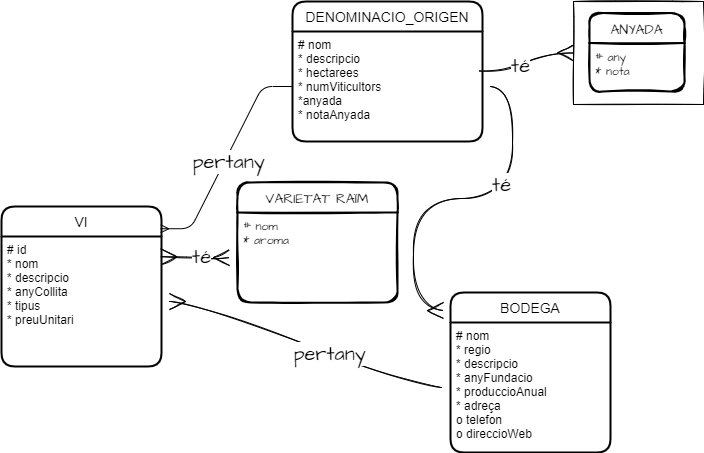 DENOMINACIO_ORIGEN
# nom
* descripcio
* hectarees
* numViticultors
*anyada
* notaAnyada
té
ANYADA
# any
* nota
pertany
té
VI
# id
* nom
* descripcio
* anyCollita
* tipus
* preuUnitari
té
VARIETAT RAIM
# nom
* aroma
pertany
BODEGA
# nom
* regio
* descripcio
* anyFundacio
* produccioAnual
* adreça
o telefon
o direccioWeb